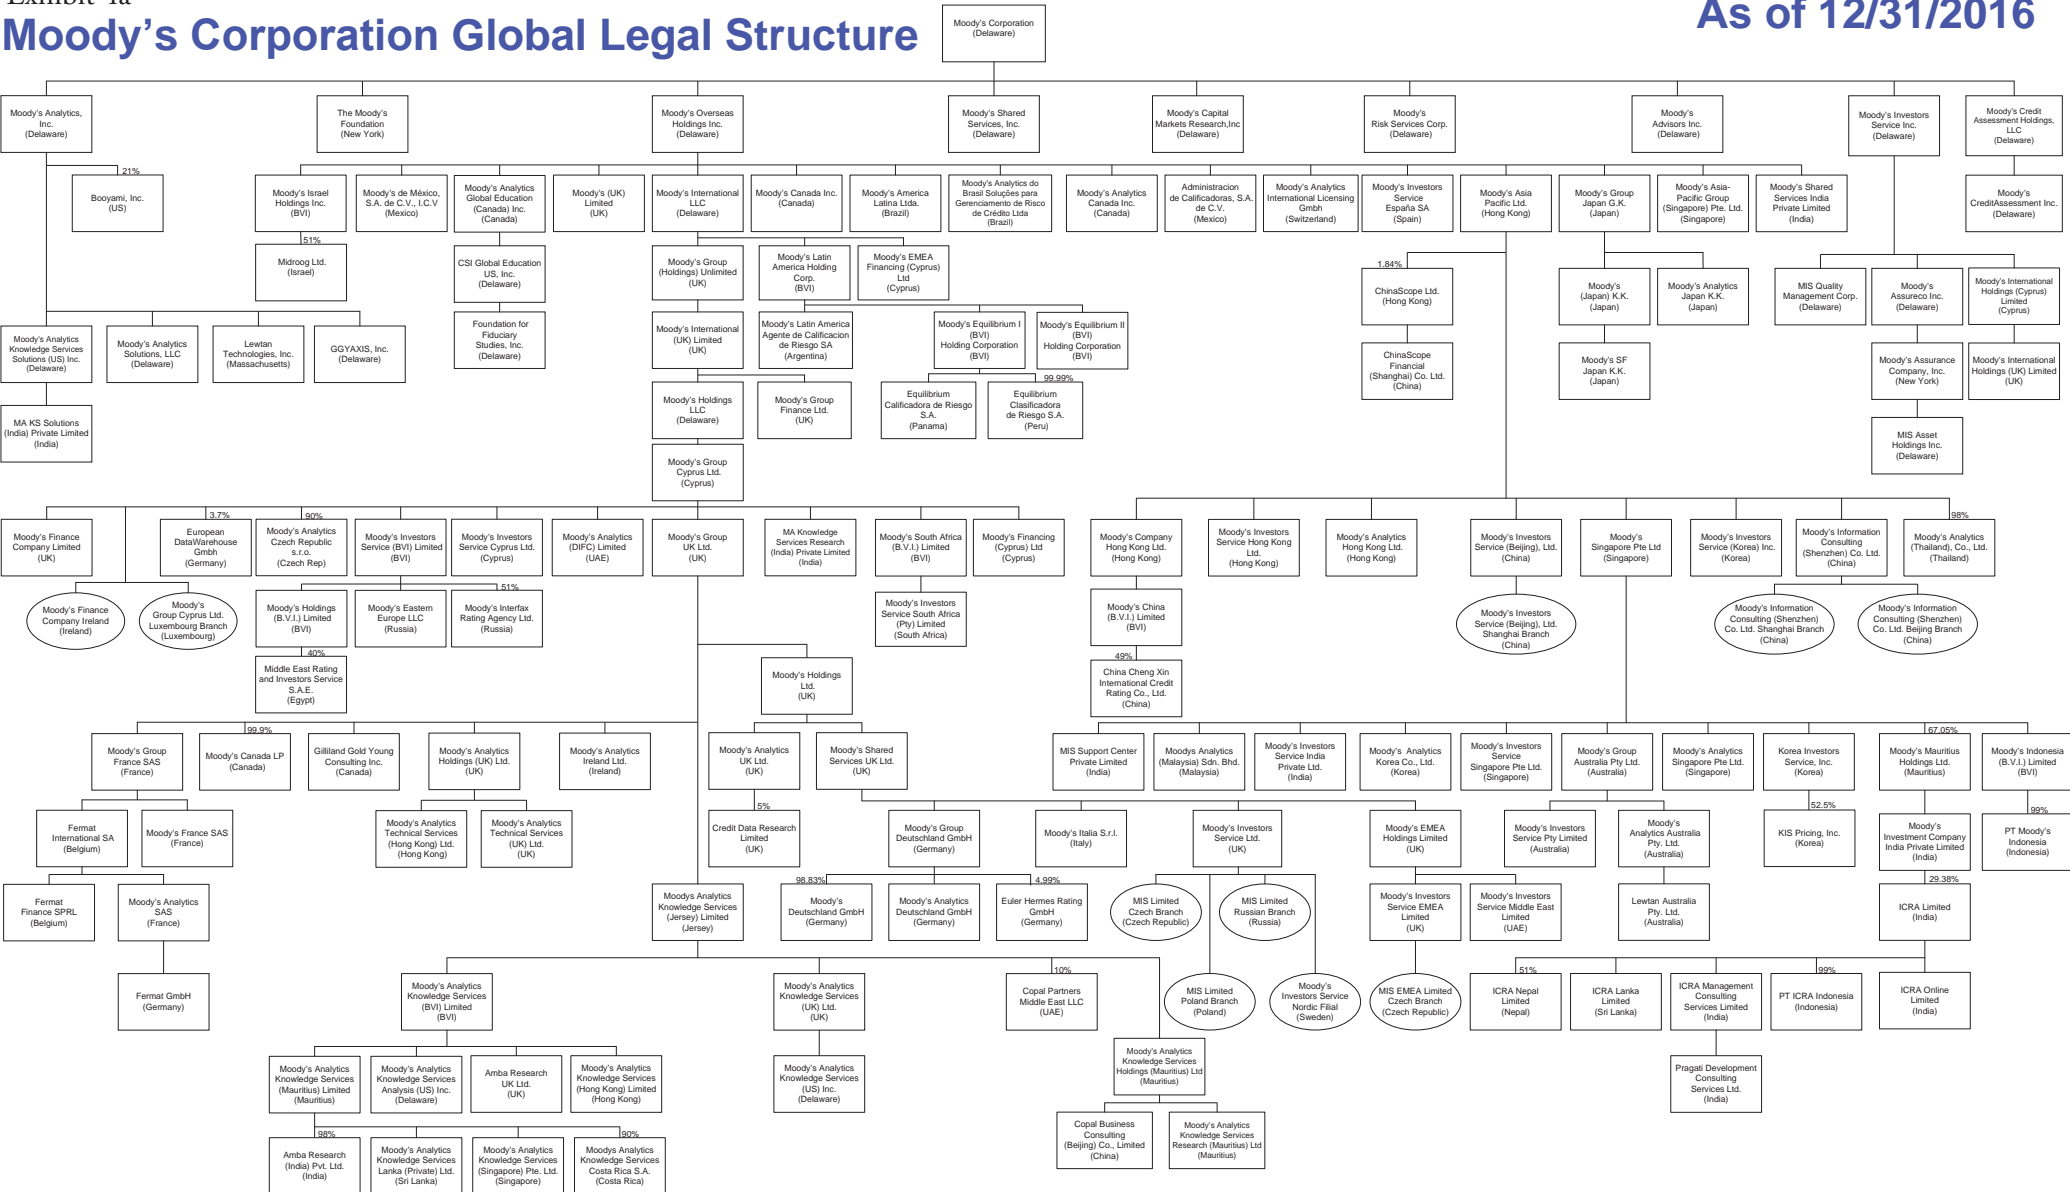 Exhibit 4a
Moody's Corporation Global Legal Structure
As of 12/31/2016
Moody's Corporation
(Delaware)
Moody's Analytics,
Inc.
(Delaware)
The Moody's
Foundation
(New York)
Moody's Overseas
Holdings Inc.
(Delaware)
Moody's Shared
Services, Inc.
(Delaware)
Moody's Capital
Markets Research,Inc
(Delaware)
Moody's
Risk Services Corp.
(Delaware)
Moody's
Advisors Inc.
(Delaware)
Moody's Investors
Service Inc.
(Delaware)
Moody's Credit
Assessment Holdings,
LLC
(Delaware)
21%
Booyami, Inc.
(US)
Moody's Israel
Holdings Inc.
(BVI)
Moody's de México,
S.A. de C.V., I.C.V
(Mexico)
Moody's Analytics
Global Education
(Canada) Inc.
(Canada)
Moody's (UK)
Limited
(UK)
Moody's International
LLC
(Delaware)
Moody's Canada Inc.
(Canada)
Moody's America
Latina Ltda.
(Brazil)
Moody's Analytics do
Brasil Soluções para
Gerenciamento de Risco
de Crédito Ltda
(Brazil)
Moody's Analytics
Canada Inc.
(Canada)
Administracion
de Calificadoras, S.A.
de C.V.
(Mexico)
Moody's Analytics
International Licensing
Gmbh
(Switzerland)
Moody's Investors
Service
España SA
(Spain)
Moody's Asia
Pacific Ltd.
(Hong Kong)
Moody's Group
Japan G.K.
(Japan)
Moody's Asia-
Pacific Group
(Singapore) Pte. Ltd.
(Singapore)
Moody's Shared
Services India
Private Limited
(India)
Moody's
CreditAssessment Inc.
(Delaware)
51%
Midroog Ltd.
(Israel)
CSI Global Education
US, Inc.
(Delaware)
Moody's Group
(Holdings) Unlimited
(UK)
Moody's Latin
America Holding
Corp.
(BVI)
Moody's EMEA
Financing (Cyprus)
Ltd
(Cyprus)
1.84%
ChinaScope Ltd.
(Hong Kong)
Moody's
(Japan) K.K.
(Japan)
Moody's Analytics
Japan K.K.
(Japan)
MIS Quality
Management Corp.
(Delaware)
Moody's
Assureco Inc.
(Delaware)
Moody's International
Holdings (Cyprus)
Limited
(Cyprus)
Moody's Analytics
Knowledge Services
Solutions (US) Inc.
(Delaware)
Moody's Analytics
Solutions, LLC
(Delaware)
Lewtan
Technologies, Inc.
(Massachusetts)
GGYAXIS, Inc.
(Delaware)
Foundation for
Fiduciary
Studies, Inc.
(Delaware)
Moody's International
(UK) Limited
(UK)
Moody's Latin America
Agente de Calificacion
de Riesgo SA
(Argentina)
Moody's Equilibrium I
(BVI)
Holding Corporation
(BVI)
Moody's Equilibrium II
(BVI)
Holding Corporation
(BVI)
ChinaScope
Financial
(Shanghai) Co. Ltd.
(China)
Moody's SF
Japan K.K.
(Japan)
Moody's Assurance
Company, Inc.
(New York)
Moody's International
Holdings (UK) Limited
(UK)
MA KS Solutions
(India) Private Limited
(India)
Moody's Holdings
LLC
(Delaware)
Moody's Group
Finance Ltd.
(UK)
Equilibrium
Calificadora de Riesgo
S.A.
(Panama)
99.99%
Equilibrium
Clasificadora
de Riesgo S.A.
(Peru)
MIS Asset
Holdings Inc.
(Delaware)
Moody's Group
Cyprus Ltd.
(Cyprus)
Moody's Finance
Company Limited
(UK)
3.7%
European
DataWarehouse
Gmbh
(Germany)
90%
Moody's Analytics
Czech Republic
s.r.o.
(Czech Rep)
Moody's Investors
Service (BVI) Limited
(BVI)
Moody's Investors
Service Cyprus Ltd.
(Cyprus)
Moody's Analytics
(DIFC) Limited
(UAE)
Moody's Group
UK Ltd.
(UK)
MA Knowledge
Services Research
(India) Private Limited
(India)
Moody's South Africa
(B.V.I.) Limited
(BVI)
Moody's Financing
(Cyprus) Ltd
(Cyprus)
Moody's Company
Hong Kong Ltd.
(Hong Kong)
Moody's Investors
Service Hong Kong
Ltd.
(Hong Kong)
Moody's Analytics
Hong Kong Ltd.
(Hong Kong)
Moody's Investors
Service (Beijing), Ltd.
(China)
Moody's
Singapore Pte Ltd
(Singapore)
Moody's Investors
Service (Korea) Inc.
(Korea)
Moody's Information
Consulting
(Shenzhen) Co. Ltd.
(China)
98%
Moody's Analytics
(Thailand), Co., Ltd.
(Thailand)
Moody's Finance
Company Ireland
(Ireland)
Moody's
Group Cyprus Ltd.
Luxembourg Branch
(Luxembourg)
Moody's Holdings
(B.V.I.) Limited
(BVI)
Moody's Eastern
Europe LLC
(Russia)
51%
Moody's Interfax
Rating Agency Ltd.
(Russia)
Moody's Investors
Service South Africa
(Pty) Limited
(South Africa)
Moody's China
(B.V.I.) Limited
(BVI)
Moody's Investors
Service (Beijing), Ltd.
Shanghai Branch
(China)
Moody's Information
Consulting (Shenzhen)
Co. Ltd. Shanghai Branch
(China)
Moody's Information
Consulting (Shenzhen)
Co. Ltd. Beijing Branch
(China)
40%
Middle East Rating
and Investors Service
S.A.E.
(Egypt)
Moody's Holdings
Ltd.
(UK)
49%
China Cheng Xin
International Credit
Rating Co., Ltd.
(China)
Moody's Group
France SAS
(France)
99.9%
Moody's Canada LP
(Canada)
Gilliland Gold Young
Consulting Inc.
(Canada)
Moody's Analytics
Holdings (UK) Ltd.
(UK)
Moody's Analytics
Ireland Ltd.
(Ireland)
Moody's Analytics
UK Ltd.
(UK)
Moody's Shared
Services UK Ltd.
(UK)
MIS Support Center
Private Limited
(India)
Moodys Analytics
(Malaysia) Sdn. Bhd.
(Malaysia)
Moody's Investors
Service India
Private Ltd.
(India)
Moody's Analytics
Korea Co., Ltd.
(Korea)
Moody's Investors
Service
Singapore Pte Ltd.
(Singapore)
Moody's Group
Australia Pty Ltd.
(Australia)
Moody's Analytics
Singapore Pte Ltd.
(Singapore)
Korea Investors
Service, Inc.
(Korea)
67.05%
Moody's Mauritius
Holdings Ltd.
(Mauritius)
Moody's Indonesia
(B.V.I.) Limited
(BVI)
Fermat
International SA
(Belgium)
Moody's France SAS
(France)
Moody's Analytics
Technical Services
(Hong Kong) Ltd.
(Hong Kong)
Moody's Analytics
Technical Services
(UK) Ltd.
(UK)
5%
Credit Data Research
Limited
(UK)
Moody's Group
Deutschland GmbH
(Germany)
Moody's Italia S.r.l.
(Italy)
Moody's Investors
Service Ltd.
(UK)
Moody's EMEA
Holdings Limited
(UK)
Moody's Investors
Service Pty Limited
(Australia)
Moody's
Analytics Australia
Pty. Ltd.
(Australia)
52.5%
KIS Pricing, Inc.
(Korea)
Moody's
Investment Company
India Private Limited
(India)
99%
PT Moody's
Indonesia
(Indonesia)
Fermat
Finance SPRL
(Belgium)
Moody's Analytics
SAS
(France)
Moodys Analytics
Knowledge Services
(Jersey) Limited
(Jersey)
98.83%
Moody's
Deutschland GmbH
(Germany)
Moody's Analytics
Deutschland GmbH
(Germany)
4.99%
Euler Hermes Rating
GmbH
(Germany)
MIS Limited
Czech Branch
(Czech Republic)
MIS Limited
Russian Branch
(Russia)
Moody's Investors
Service EMEA
Limited
(UK)
Moody's Investors
Service Middle East
Limited
(UAE)
Lewtan Australia
Pty. Ltd.
(Australia)
29.38%
ICRA Limited
(India)
Fermat GmbH
(Germany)
Moody's Analytics
Knowledge Services
(BVI) Limited
(BVI)
Moody's Analytics
Knowledge Services
(UK) Ltd.
(UK)
10%
Copal Partners
Middle East LLC
(UAE)
MIS Limited
Poland Branch
(Poland)
Moody's
Investors Service
Nordic Filial
(Sweden)
MIS EMEA Limited
Czech Branch
(Czech Republic)
51%
ICRA Nepal
Limited
(Nepal)
ICRA Lanka
Limited
(Sri Lanka)
ICRA Management
Consulting
Services Limited
(India)
99%
PT ICRA Indonesia
(Indonesia)
ICRA Online
Limited
(India)
Moody's Analytics
Knowledge Services
(Mauritius) Limited
(Mauritius)
Moody's Analytics
Knowledge Services
Analysis (US) Inc.
(Delaware)
Amba Research
UK Ltd.
(UK)
Moody's Analytics
Knowledge Services
(Hong Kong) Limited
(Hong Kong)
Moody's Analytics
Knowledge Services
(US) Inc.
(Delaware)
Moody's Analytics
Knowledge Services
Holdings (Mauritius) Ltd
(Mauritius)
Pragati Development
Consulting
Services Ltd.
(India)
98%
Amba Research
(India) Pvt. Ltd.
(India)
Moody's Analytics
Knowledge Services
Lanka (Private) Ltd.
(Sri Lanka)
Moody's Analytics
Knowledge Services
(Singapore) Pte. Ltd.
(Singapore)
90%
Moodys Analytics
Knowledge Services
Costa Rica S.A.
(Costa Rica)
Copal Business
Consulting
(Beijing) Co., Limited
(China)
Moody's Analytics
Knowledge Services
Research (Mauritius) Ltd
(Mauritius)